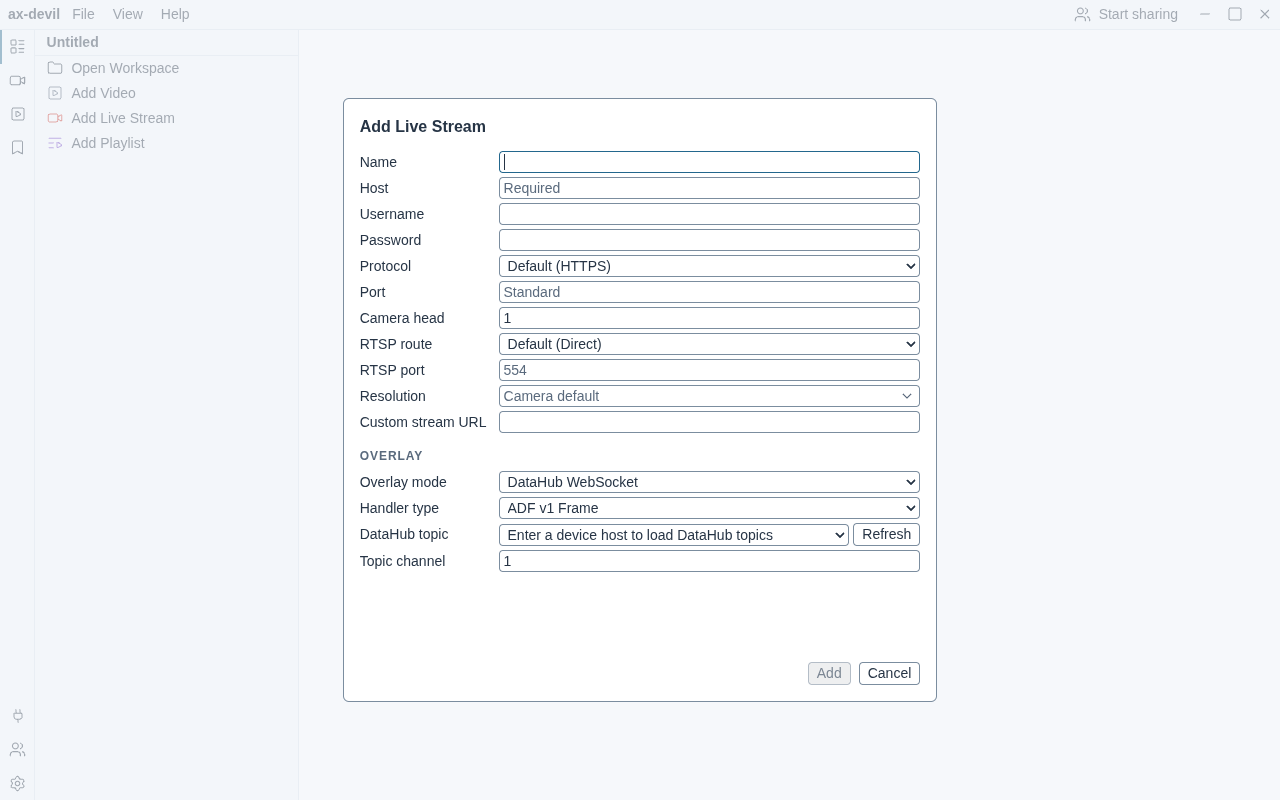 ax-devil File View Help Start sharing
Untitled
Open Workspace
Add Video
Add Live Stream
Add Playlist
Add Live Stream
Name
Host Required
Username
Password
Protocol Default (HTTPS)
Port Standard
Camera head 1
RTSP route Default (Direct)
RTSP port 554
Resolution Camera default
Custom stream URL
OVERLAY
Overlay mode DataHub WebSocket
Handler type ADF v1 Frame
DataHub topic Enter a device host to load DataHub topics Refresh
Topic channel 1
Add Cancel